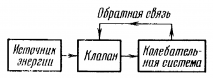 Обратная связь
Источник
энергии
Клапан
Колебатель-
ная система